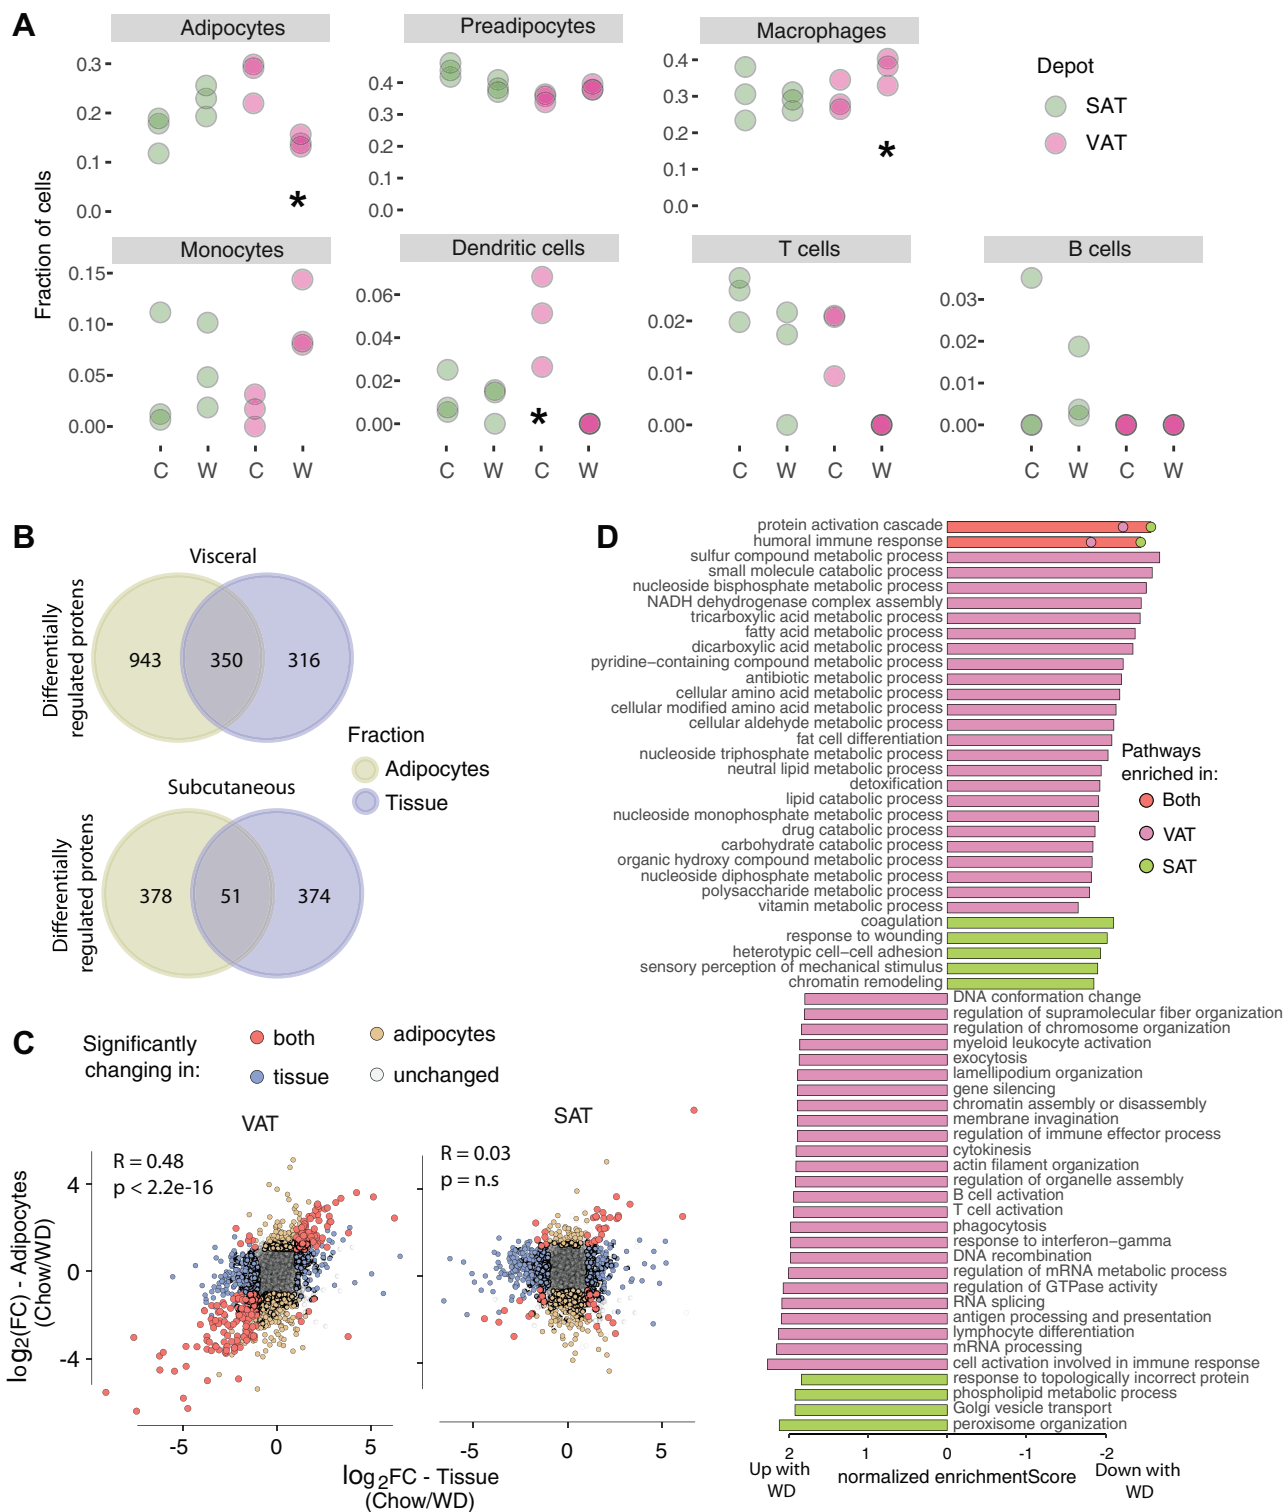 A
Adipocytes
Preadipocytes
Macrophages
Depot
SAT
VAT
Fraction of cells
0.3
0.2
0.1
0.0
0.4
0.3
0.2
0.1
0.0
0.4
0.3
0.2
0.1
0.0
*
*
Monocytes
Dendritic cells
T cells
B cells
0.15
0.10
0.05
0.00
0.06
0.04
0.02
0.00
0.02
0.01
0.00
0.03
0.02
0.01
0.00
*
C W C W
C W C W
C W C W
C W C W
B
Visceral
Differentially
regulated protens
943 350 316
Fraction
Adipocytes
Tissue
Subcutaneous
Differentially
regulated protens
378 51 374
C
Significantly
changing in:
both
adipocytes
tissue
unchanged
VAT
SAT
R = 0.48
p < 2.2e-16
R = 0.03
p = n.s
log2(FC) - Adipocytes
(Chow/WD)
4
0
-4
-5 0 5
-5 0 5
log2FC - Tissue
(Chow/WD)
D
protein activation cascade
humoral immune response
sulfur compound metabolic process
small molecule catabolic process
nucleoside bisphosphate metabolic process
NADH dehydrogenase complex assembly
tricarboxylic acid metabolic process
fatty acid metabolic process
dicarboxylic acid metabolic process
pyridine−containing compound metabolic process
antibiotic metabolic process
cellular amino acid metabolic process
cellular modified amino acid metabolic process
cellular aldehyde metabolic process
fat cell differentiation
nucleoside triphosphate metabolic process
neutral lipid metabolic process
detoxification
lipid catabolic process
nucleoside monophosphate metabolic process
drug catabolic process
carbohydrate catabolic process
organic hydroxy compound metabolic process
nucleoside diphosphate metabolic process
polysaccharide metabolic process
vitamin metabolic process
coagulation
response to wounding
heterotypic cell−cell adhesion
sensory perception of mechanical stimulus
chromatin remodeling
Pathways
enriched in:
Both
VAT
SAT
DNA conformation change
regulation of supramolecular fiber organization
regulation of chromosome organization
myeloid leukocyte activation
exocytosis
lamellipodium organization
gene silencing
chromatin assembly or disassembly
membrane invagination
regulation of immune effector process
cytokinesis
actin filament organization
regulation of organelle assembly
B cell activation
T cell activation
phagocytosis
response to interferon−gamma
DNA recombination
regulation of mRNA metabolic process
regulation of GTPase activity
RNA splicing
antigen processing and presentation
lymphocyte differentiation
mRNA processing
cell activation involved in immune response
response to topologically incorrect protein
phospholipid metabolic process
Golgi vesicle transport
peroxisome organization
2 1 0 -1 -2
Up with
WD
normalized enrichmentScore
Down with
WD